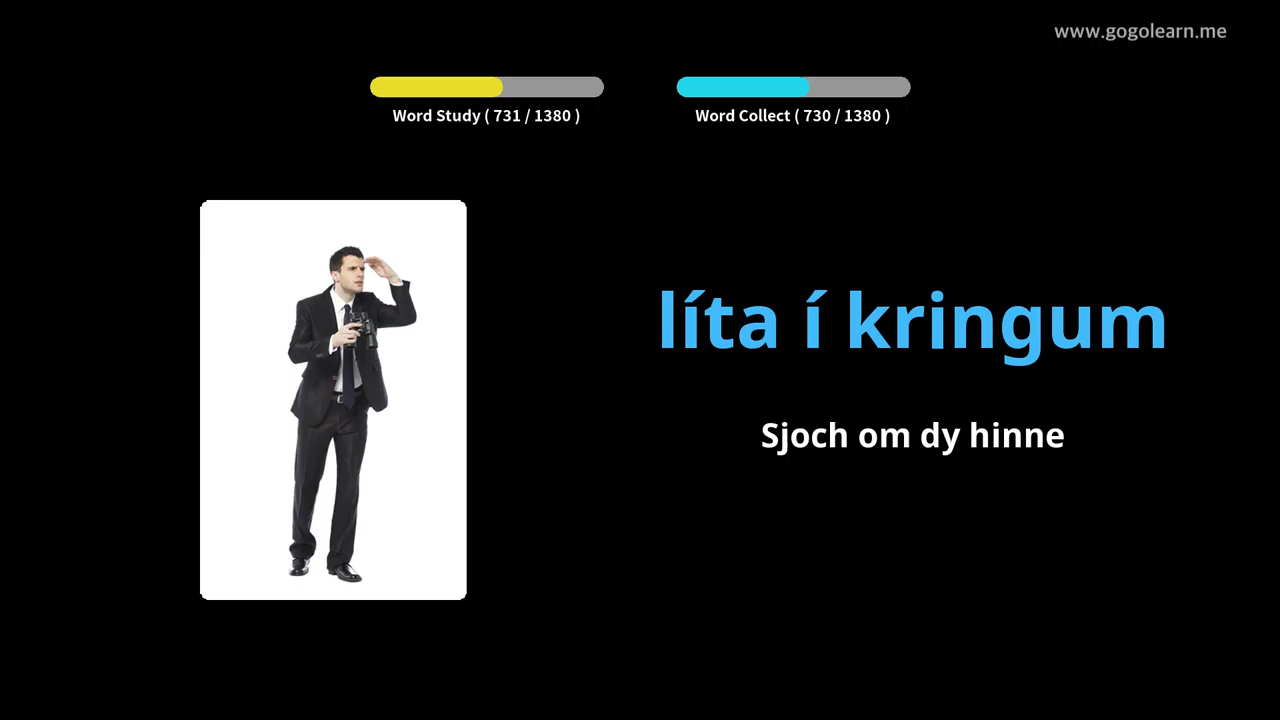 www.gogolearn.me
Word Study ( 731 / 1380 )
Word Collect ( 730 / 1380 )
líta í kringum
Sjoch om dy hinne